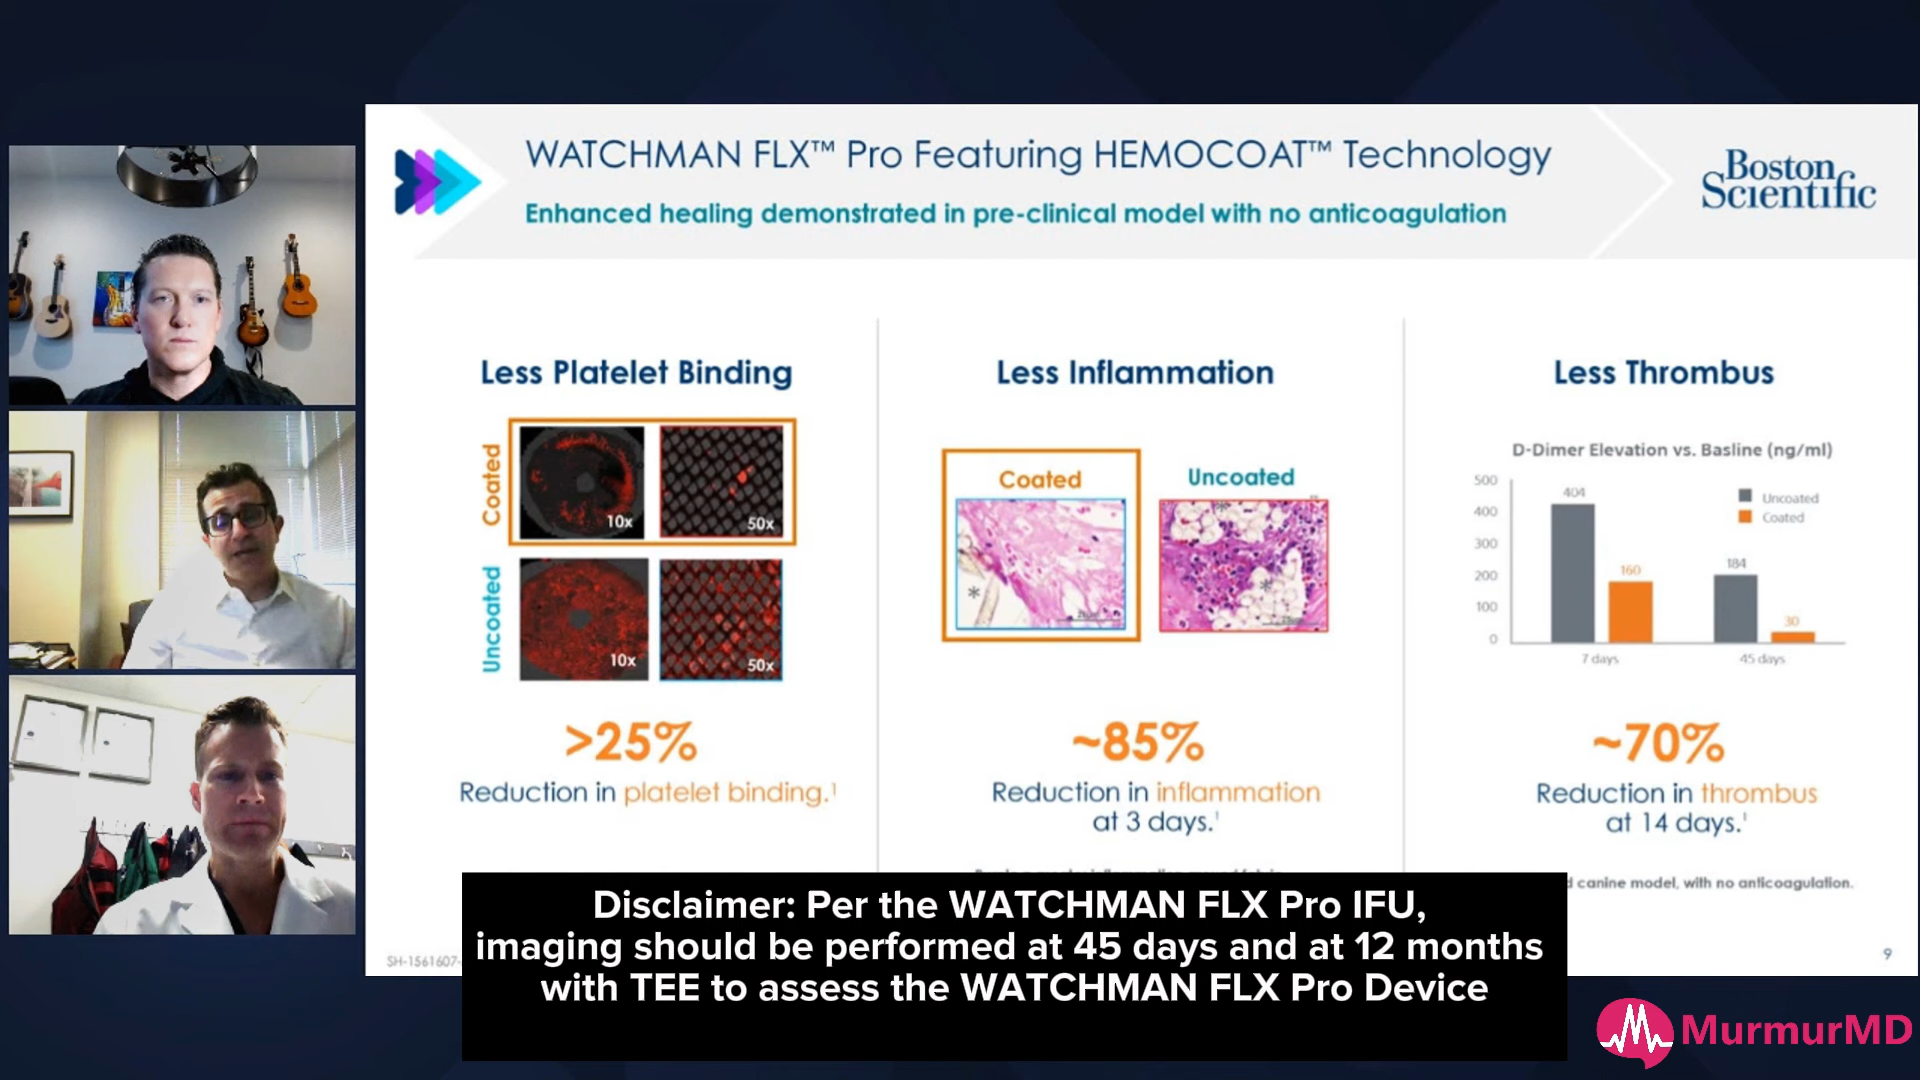 WATCHMAN FLX™ Pro Featuring HEMOCOAT™ Technology
Enhanced healing demonstrated in pre-clinical model with no anticoagulation
Boston
Scientific
Less Platelet Binding
Coated
10x
50x
Uncoated
10x
50x
>25%
Reduction in platelet binding.¹
Less Inflammation
Coated
Uncoated
*
*
*
~85%
Reduction in inflammation
at 3 days.¹
Less Thrombus
D-Dimer Elevation vs. Basline (ng/ml)
500
400
300
200
100
0
404
160
184
30
Uncoated
Coated
7 days
45 days
~70%
Reduction in thrombus
at 14 days.¹
canine model, with no anticoagulation.
Disclaimer: Per the WATCHMAN FLX Pro IFU,
imaging should be performed at 45 days and at 12 months
with TEE to assess the WATCHMAN FLX Pro Device
SH-1561607-
9
MurmurMD